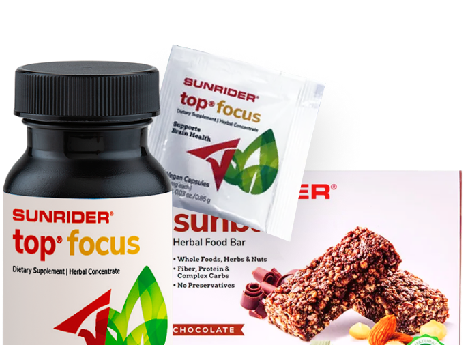 SUNRIDER®
top® focus
Dietary Supplement | Herbal Concentrate
SUNRIDER®
top® focus
Dietary Supplement | Herbal Concentrate
Supports
Brain Health
Vegan Capsules
Herbal Food Bar
• Whole Foods, Herbs & Nuts
• Fiber, Protein &
Complex Carbs
• No Preservatives
CHOCOLATE